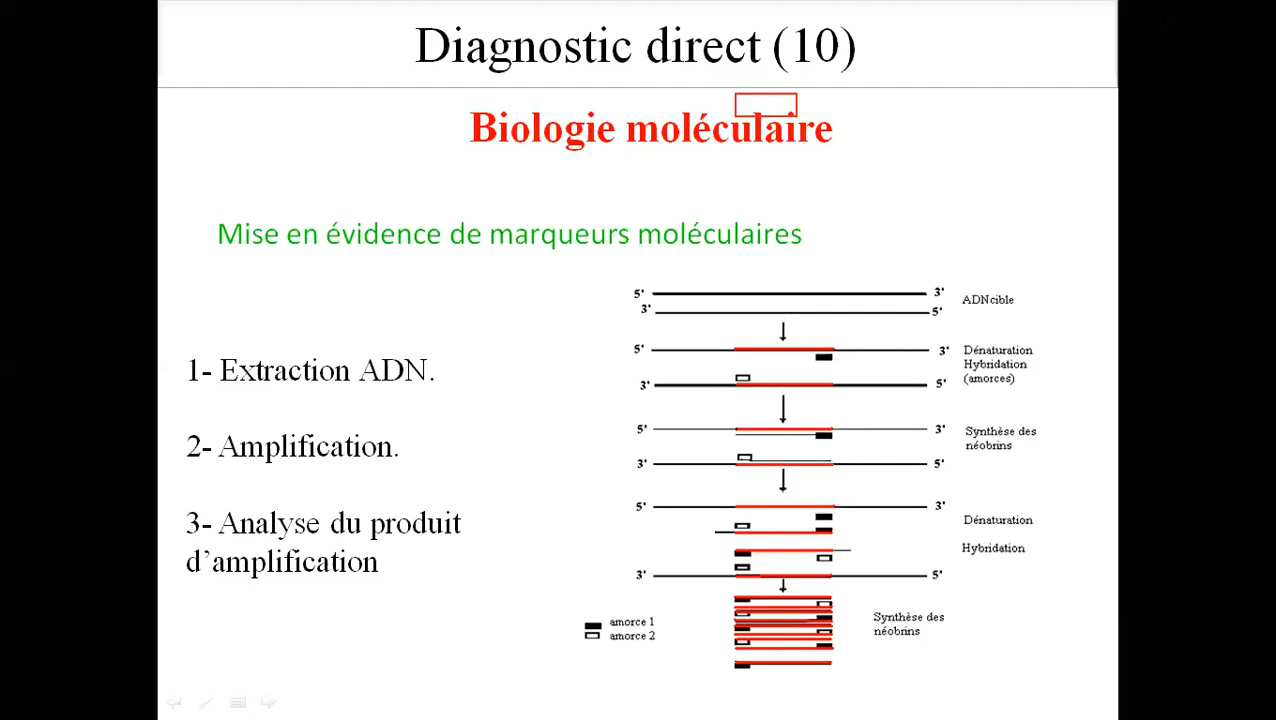 Diagnostic direct (10)
Biologie moléculaire
Mise en évidence de marqueurs moléculaires
1- Extraction ADN.
2- Amplification.
3- Analyse du produit
d’amplification
5' 3' ADNcible
3' 5'
5' 3' Dénaturation
Hybridation
(amorces)
3' 5'
5' 3' Synthèse des
néobrins
3' 5'
5' 3'
Dénaturation
Hybridation
3' 5'
amorce 1
amorce 2
Synthèse des
néobrins